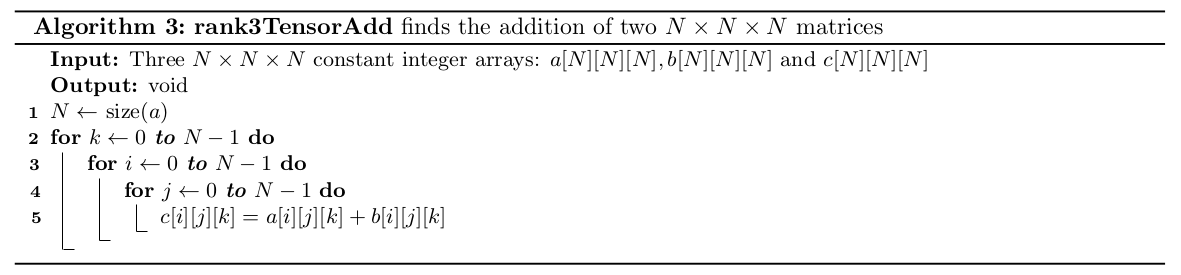 Algorithm 3: rank3TensorAdd finds the addition of two N × N × N matrices
Input: Three N × N × N constant integer arrays: a[N][N][N], b[N][N][N] and c[N][N][N]
Output: void
1 N ← size(a)
2 for k ← 0 to N − 1 do
3 for i ← 0 to N − 1 do
4 for j ← 0 to N − 1 do
5 c[i][j][k] = a[i][j][k] + b[i][j][k]